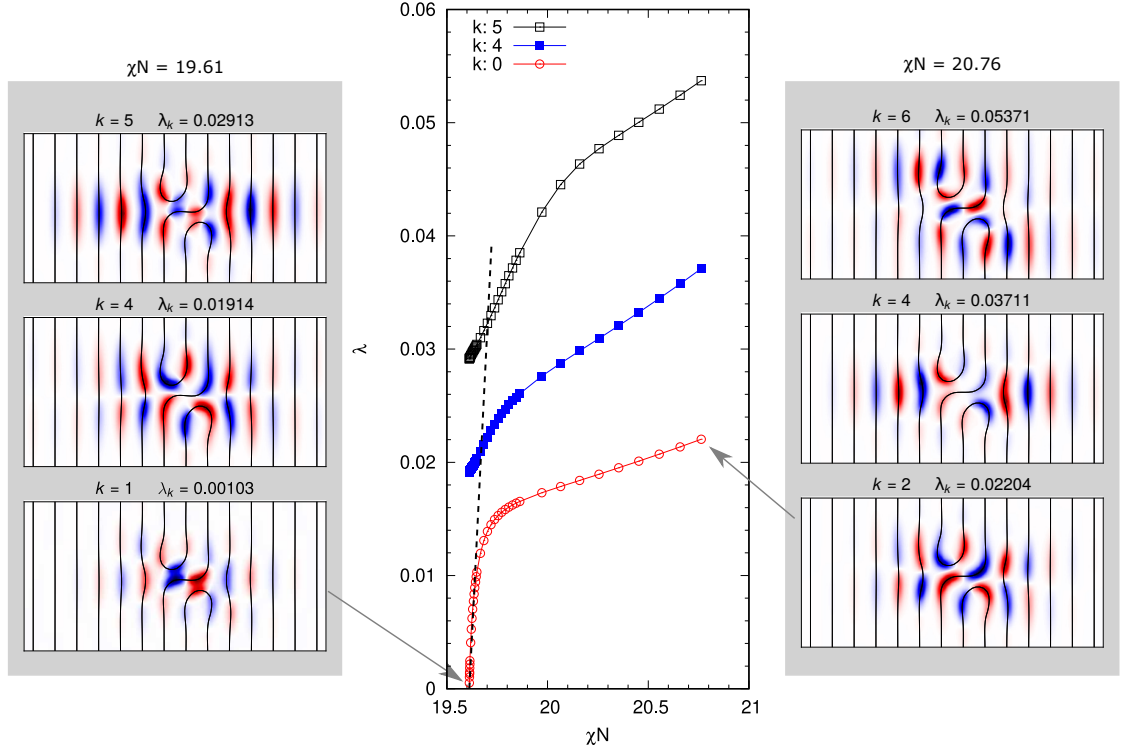 χN = 19.61
k = 5 λk = 0.02913
k = 4 λk = 0.01914
k = 1 λk = 0.00103
λ
0.06
0.05
0.04
0.03
0.02
0.01
0
k: 5
k: 4
k: 0
19.5 20 20.5 21
χN
χN = 20.76
k = 6 λk = 0.05371
k = 4 λk = 0.03711
k = 2 λk = 0.02204